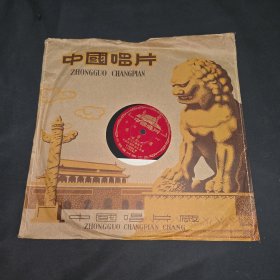 中國唱片
ZHONGGUO CHANGPIAN
中國唱片廠
ZHONGGUO CHANGPIAN CHANG